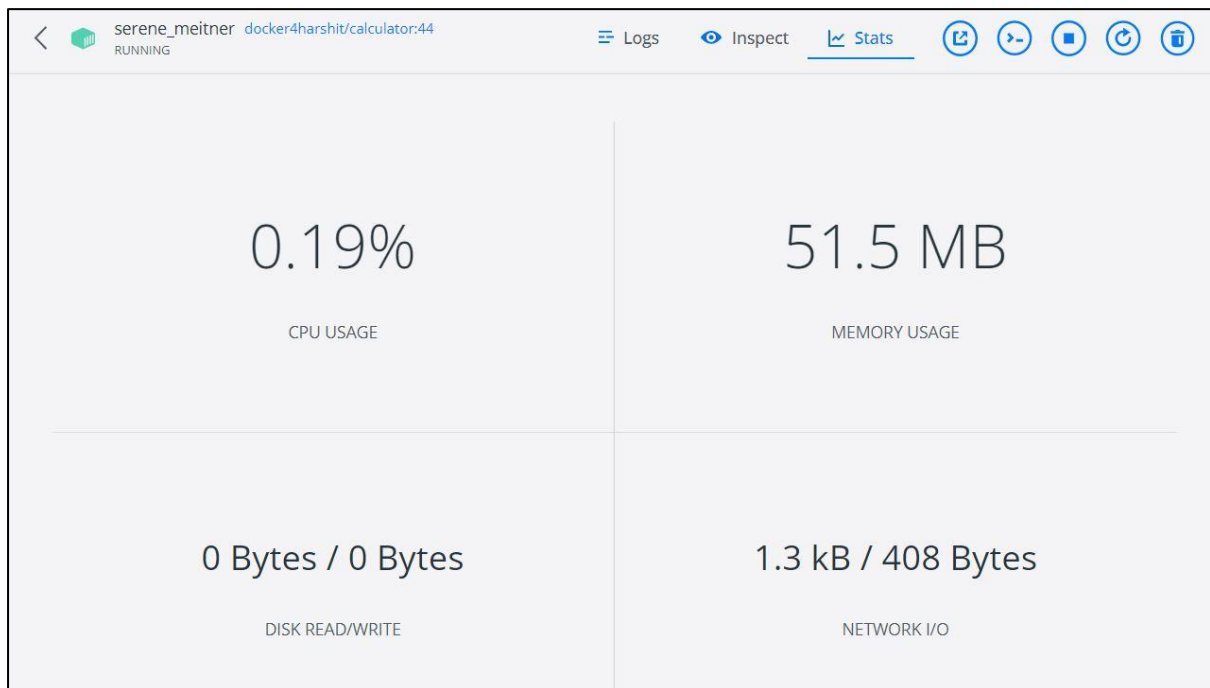 serene_meitner docker4harshit/calculator:44
RUNNING
Logs
Inspect
Stats
0.19%
CPU USAGE
51.5 MB
MEMORY USAGE
0 Bytes / 0 Bytes
DISK READ/WRITE
1.3 kB / 408 Bytes
NETWORK I/O